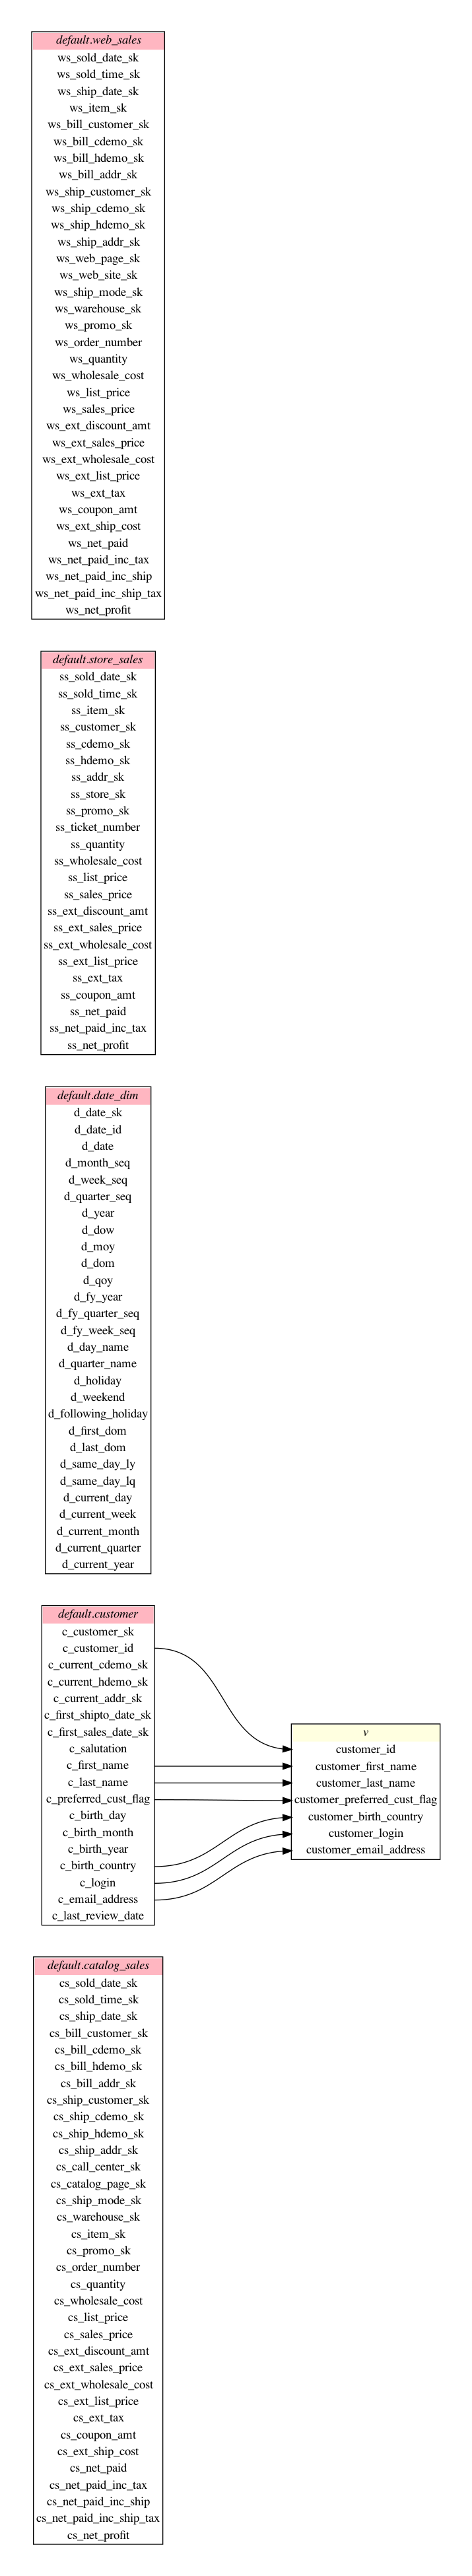 default.web_sales
ws_sold_date_sk
ws_sold_time_sk
ws_ship_date_sk
ws_item_sk
ws_bill_customer_sk
ws_bill_cdemo_sk
ws_bill_hdemo_sk
ws_bill_addr_sk
ws_ship_customer_sk
ws_ship_cdemo_sk
ws_ship_hdemo_sk
ws_ship_addr_sk
ws_web_page_sk
ws_web_site_sk
ws_ship_mode_sk
ws_warehouse_sk
ws_promo_sk
ws_order_number
ws_quantity
ws_wholesale_cost
ws_list_price
ws_sales_price
ws_ext_discount_amt
ws_ext_sales_price
ws_ext_wholesale_cost
ws_ext_list_price
ws_ext_tax
ws_coupon_amt
ws_ext_ship_cost
ws_net_paid
ws_net_paid_inc_tax
ws_net_paid_inc_ship
ws_net_paid_inc_ship_tax
ws_net_profit
default.store_sales
ss_sold_date_sk
ss_sold_time_sk
ss_item_sk
ss_customer_sk
ss_cdemo_sk
ss_hdemo_sk
ss_addr_sk
ss_store_sk
ss_promo_sk
ss_ticket_number
ss_quantity
ss_wholesale_cost
ss_list_price
ss_sales_price
ss_ext_discount_amt
ss_ext_sales_price
ss_ext_wholesale_cost
ss_ext_list_price
ss_ext_tax
ss_coupon_amt
ss_net_paid
ss_net_paid_inc_tax
ss_net_profit
default.date_dim
d_date_sk
d_date_id
d_date
d_month_seq
d_week_seq
d_quarter_seq
d_year
d_dow
d_moy
d_dom
d_qoy
d_fy_year
d_fy_quarter_seq
d_fy_week_seq
d_day_name
d_quarter_name
d_holiday
d_weekend
d_following_holiday
d_first_dom
d_last_dom
d_same_day_ly
d_same_day_lq
d_current_day
d_current_week
d_current_month
d_current_quarter
d_current_year
default.customer
c_customer_sk
c_customer_id
c_current_cdemo_sk
c_current_hdemo_sk
c_current_addr_sk
c_first_shipto_date_sk
c_first_sales_date_sk
c_salutation
c_first_name
c_last_name
c_preferred_cust_flag
c_birth_day
c_birth_month
c_birth_year
c_birth_country
c_login
c_email_address
c_last_review_date
v
customer_id
customer_first_name
customer_last_name
customer_preferred_cust_flag
customer_birth_country
customer_login
customer_email_address
default.catalog_sales
cs_sold_date_sk
cs_sold_time_sk
cs_ship_date_sk
cs_bill_customer_sk
cs_bill_cdemo_sk
cs_bill_hdemo_sk
cs_bill_addr_sk
cs_ship_customer_sk
cs_ship_cdemo_sk
cs_ship_hdemo_sk
cs_ship_addr_sk
cs_call_center_sk
cs_catalog_page_sk
cs_ship_mode_sk
cs_warehouse_sk
cs_item_sk
cs_promo_sk
cs_order_number
cs_quantity
cs_wholesale_cost
cs_list_price
cs_sales_price
cs_ext_discount_amt
cs_ext_sales_price
cs_ext_wholesale_cost
cs_ext_list_price
cs_ext_tax
cs_coupon_amt
cs_ext_ship_cost
cs_net_paid
cs_net_paid_inc_tax
cs_net_paid_inc_ship
cs_net_paid_inc_ship_tax
cs_net_profit